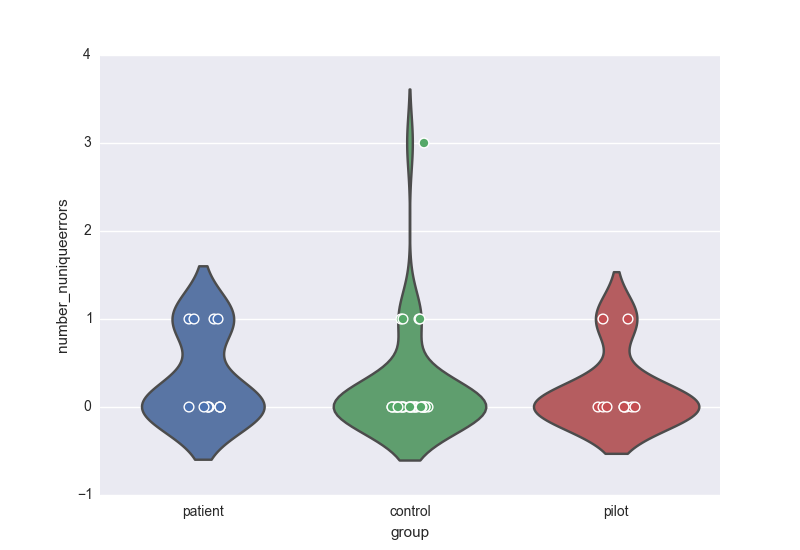 4
3
2
1
0
−1
number_nuniqueerrors
patient
control
pilot
group